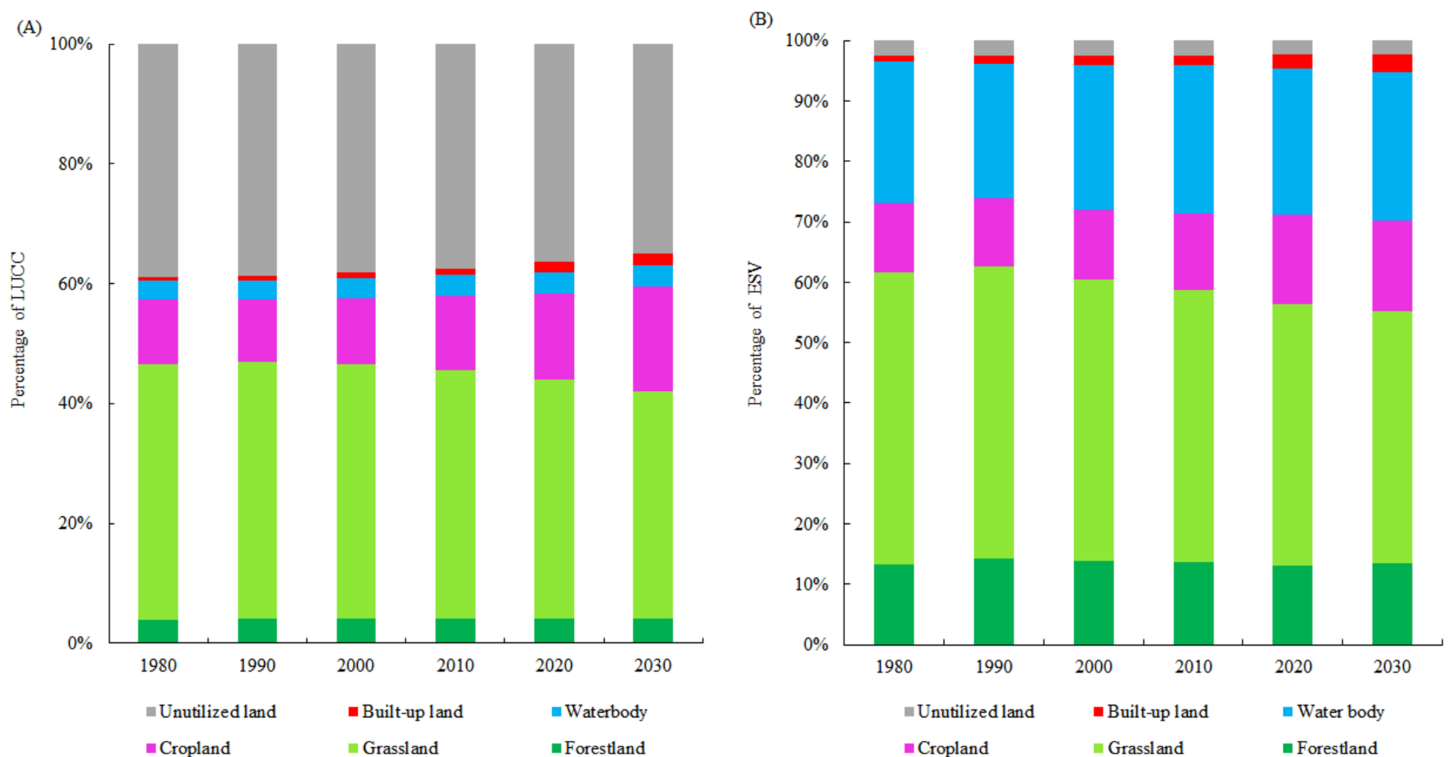 (A)
100%
80%
60%
40%
20%
0%
Percentage of LUCC
1980 1990 2000 2010 2020 2030
Unutilized land Built-up land Waterbody
Cropland Grassland Forestland
(B)
100%
90%
80%
70%
60%
50%
40%
30%
20%
10%
0%
Percentage of ESV
1980 1990 2000 2010 2020 2030
Unutilized land Built-up land Water body
Cropland Grassland Forestland